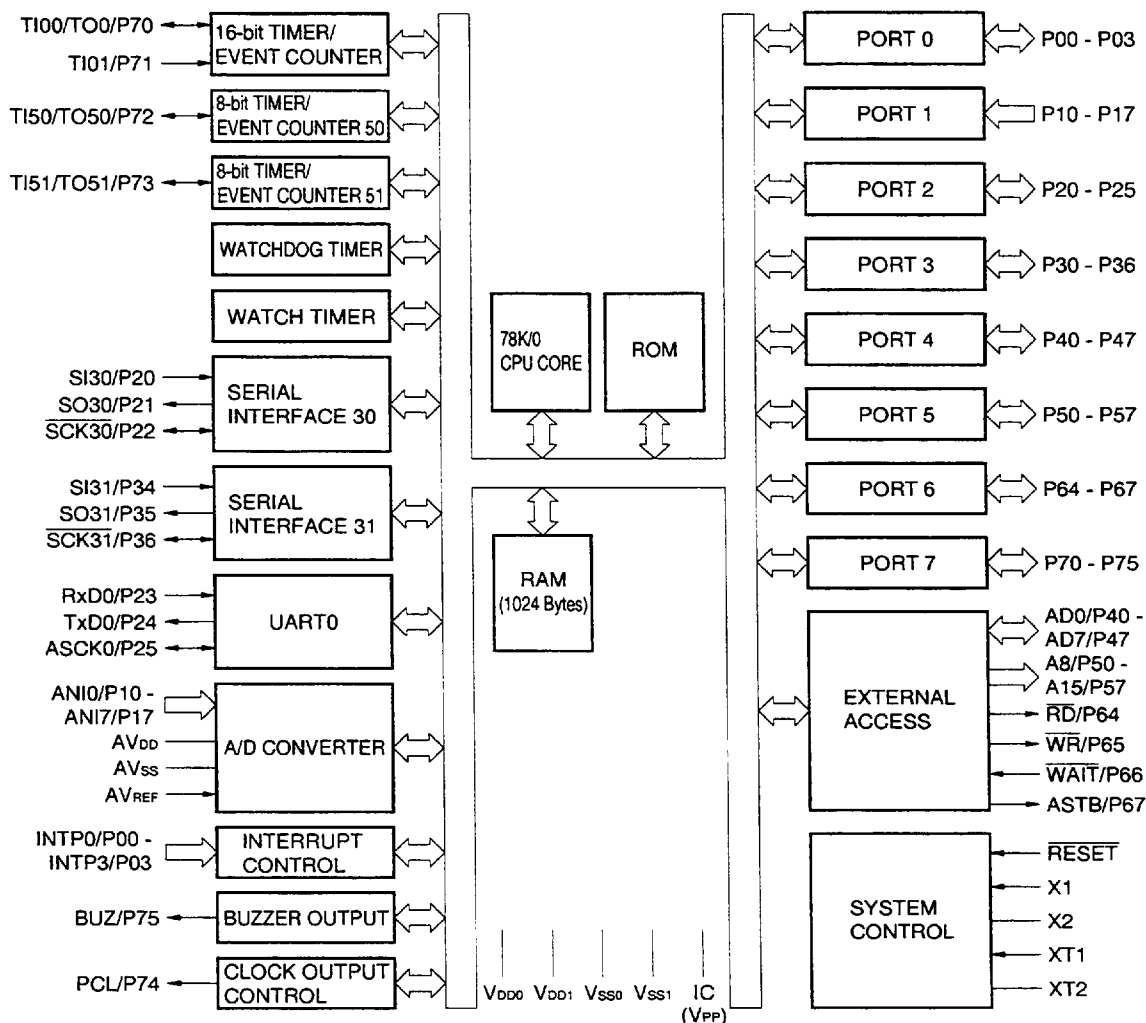 TI00/TO0/P70
TI01/P71
16-bit TIMER/
EVENT COUNTER
TI50/TO50/P72
8-bit TIMER/
EVENT COUNTER 50
TI51/TO51/P73
8-bit TIMER/
EVENT COUNTER 51
WATCHDOG TIMER
WATCH TIMER
SI30/P20
SO30/P21
SCK30/P22
SERIAL
INTERFACE 30
SI31/P34
SO31/P35
SCK31/P36
SERIAL
INTERFACE 31
RxD0/P23
TxD0/P24
ASCK0/P25
UART0
ANI0/P10 -
ANI7/P17
AVDD
AVSS
AVREF
A/D CONVERTER
INTP0/P00 -
INTP3/P03
INTERRUPT
CONTROL
BUZ/P75
BUZZER OUTPUT
PCL/P74
CLOCK OUTPUT
CONTROL
78K/0
CPU CORE
ROM
RAM
(1024 Bytes)
VDD0 VDD1 VSS0 VSS1 IC
(VPP)
PORT 0
P00 - P03
PORT 1
P10 - P17
PORT 2
P20 - P25
PORT 3
P30 - P36
PORT 4
P40 - P47
PORT 5
P50 - P57
PORT 6
P64 - P67
PORT 7
P70 - P75
EXTERNAL
ACCESS
AD0/P40 -
AD7/P47
A8/P50 -
A15/P57
RD/P64
WR/P65
WAIT/P66
ASTB/P67
SYSTEM
CONTROL
RESET
X1
X2
XT1
XT2